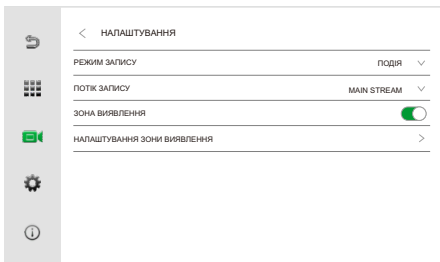 НАЛАШТУВАННЯ
РЕЖИМ ЗАПИСУ ПОДІЯ
ПОТІК ЗАПИСУ MAIN STREAM
ЗОНА ВИЯВЛЕННЯ
НАЛАШТУВАННЯ ЗОНИ ВИЯВЛЕННЯ